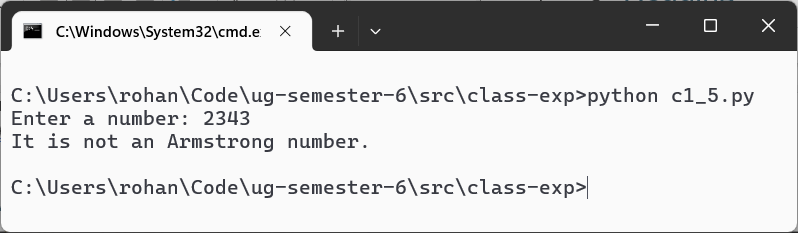 C:\Windows\System32\cmd.e
C:\Users\rohan\Code\ug-semester-6\src\class-exp>python c1_5.py
Enter a number: 2343
It is not an Armstrong number.
C:\Users\rohan\Code\ug-semester-6\src\class-exp>